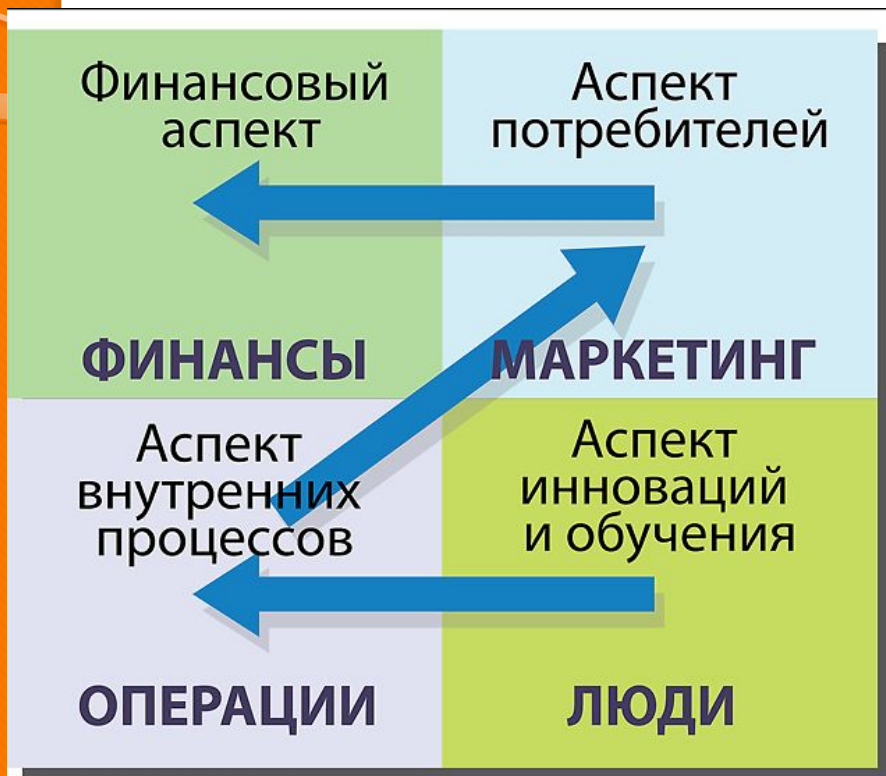 Финансовый
аспект
ФИНАНСЫ
Аспект
потребителей
МАРКЕТИНГ
Аспект
внутренних
процессов
ОПЕРАЦИИ
Аспект
инноваций
и обучения
ЛЮДИ